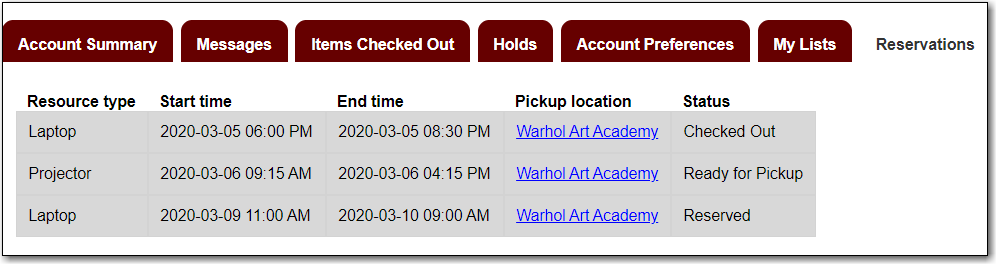 Account Summary Messages Items Checked Out Holds Account Preferences My Lists Reservations
Resource type Start time End time Pickup location Status
Laptop 2020-03-05 06:00 PM 2020-03-05 08:30 PM Warhol Art Academy Checked Out
Projector 2020-03-06 09:15 AM 2020-03-06 04:15 PM Warhol Art Academy Ready for Pickup
Laptop 2020-03-09 11:00 AM 2020-03-10 09:00 AM Warhol Art Academy Reserved